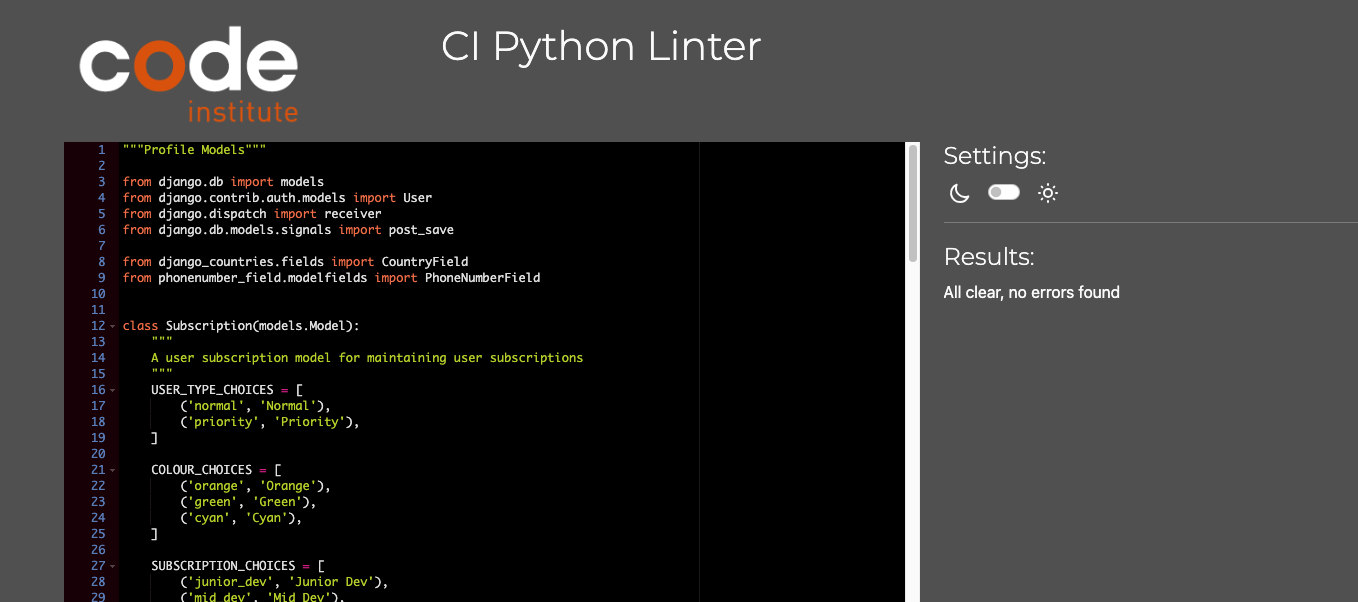 code
institute
CI Python Linter
1 """Profile Models"""
2
3 from django.db import models
4 from django.contrib.auth.models import User
5 from django.dispatch import receiver
6 from django.db.models.signals import post_save
7
8 from django_countries.fields import CountryField
9 from phonenumber_field.modelfields import PhoneNumberField
10
11
12 class Subscription(models.Model):
13 """
14 A user subscription model for maintaining user subscriptions
15 """
16 USER_TYPE_CHOICES = [
17 ('normal', 'Normal'),
18 ('priority', 'Priority'),
19 ]
20
21 COLOUR_CHOICES = [
22 ('orange', 'Orange'),
23 ('green', 'Green'),
24 ('cyan', 'Cyan'),
25 ]
26
27 SUBSCRIPTION_CHOICES = [
28 ('junior_dev', 'Junior Dev'),
29 ('mid_dev', 'Mid Dev'),
Settings:
Results:
All clear, no errors found